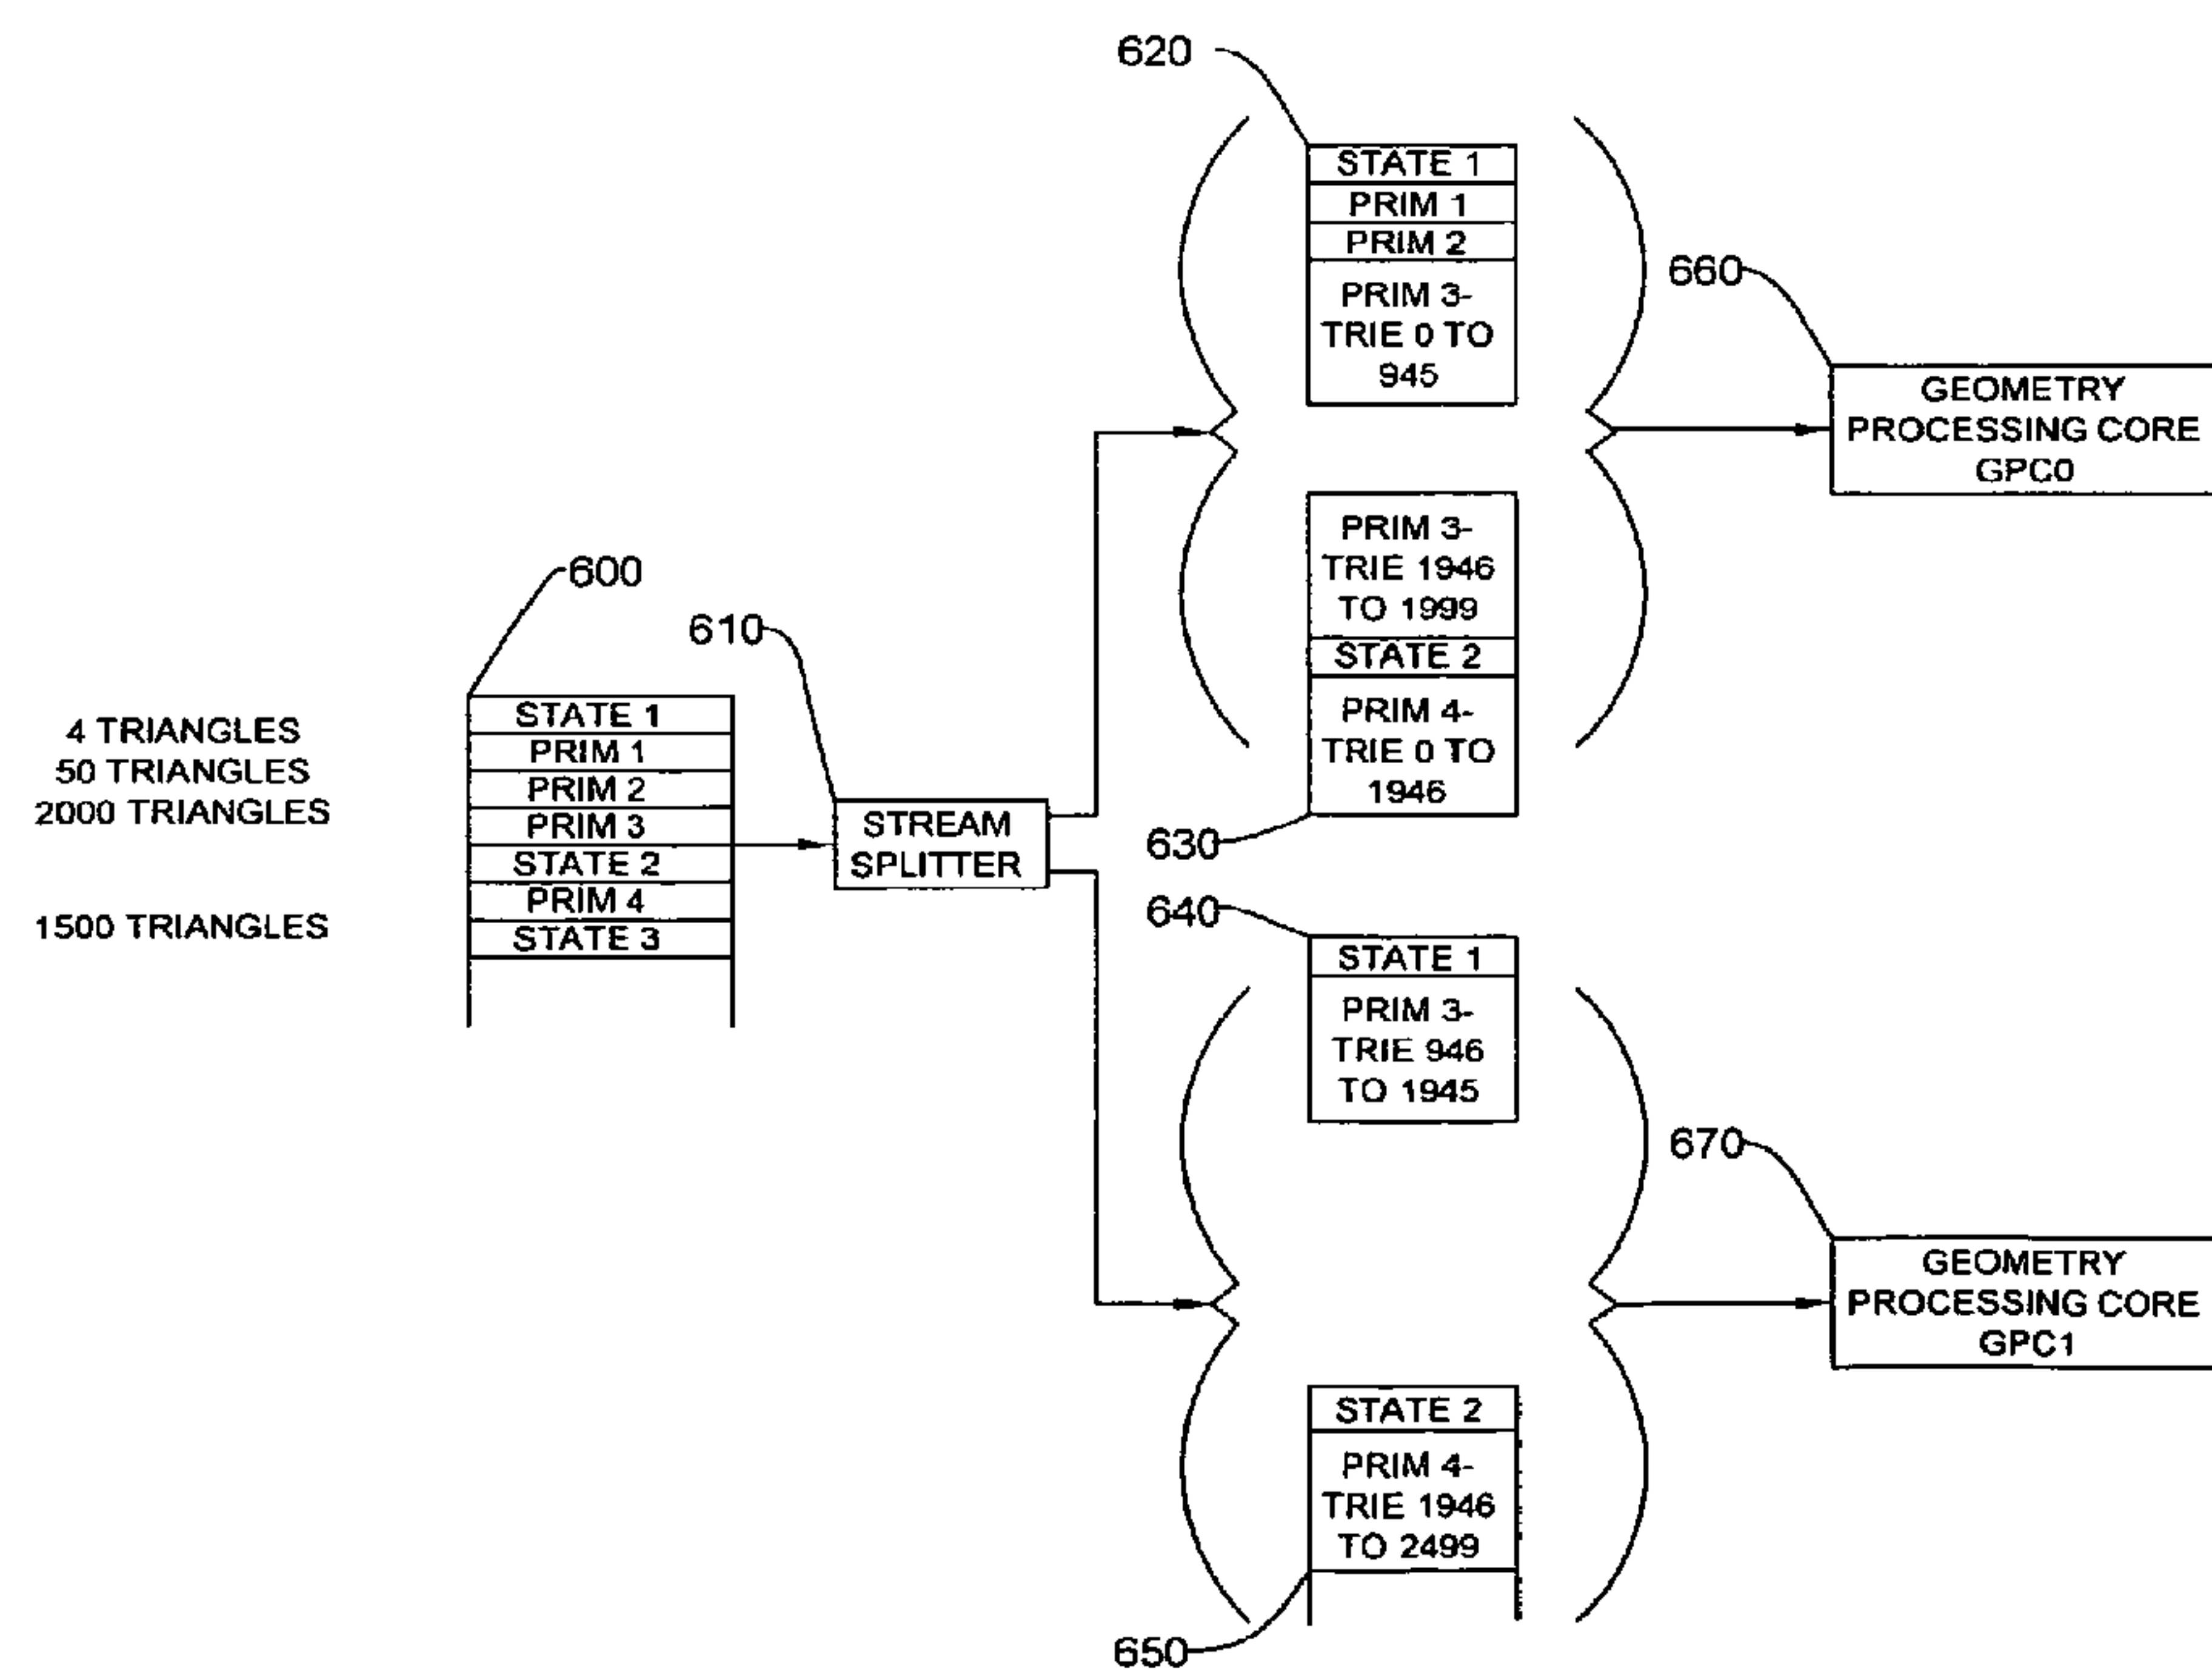 620
STATE 1
PRIM 1
PRIM 2
PRIM 3-
TRIE 0 TO
945
660
GEOMETRY
PROCESSING CORE
GPC0
PRIM 3-
TRIE 1946
TO 1999
STATE 2
PRIM 4-
TRIE 0 TO
1946
630
600
610
4 TRIANGLES
50 TRIANGLES
2000 TRIANGLES
1500 TRIANGLES
STATE 1
PRIM 1
PRIM 2
PRIM 3
STATE 2
PRIM 4
STATE 3
STREAM
SPLITTER
640
STATE 1
PRIM 3-
TRIE 946
TO 1945
670
GEOMETRY
PROCESSING CORE
GPC1
STATE 2
PRIM 4-
TRIE 1946
TO 2499
650